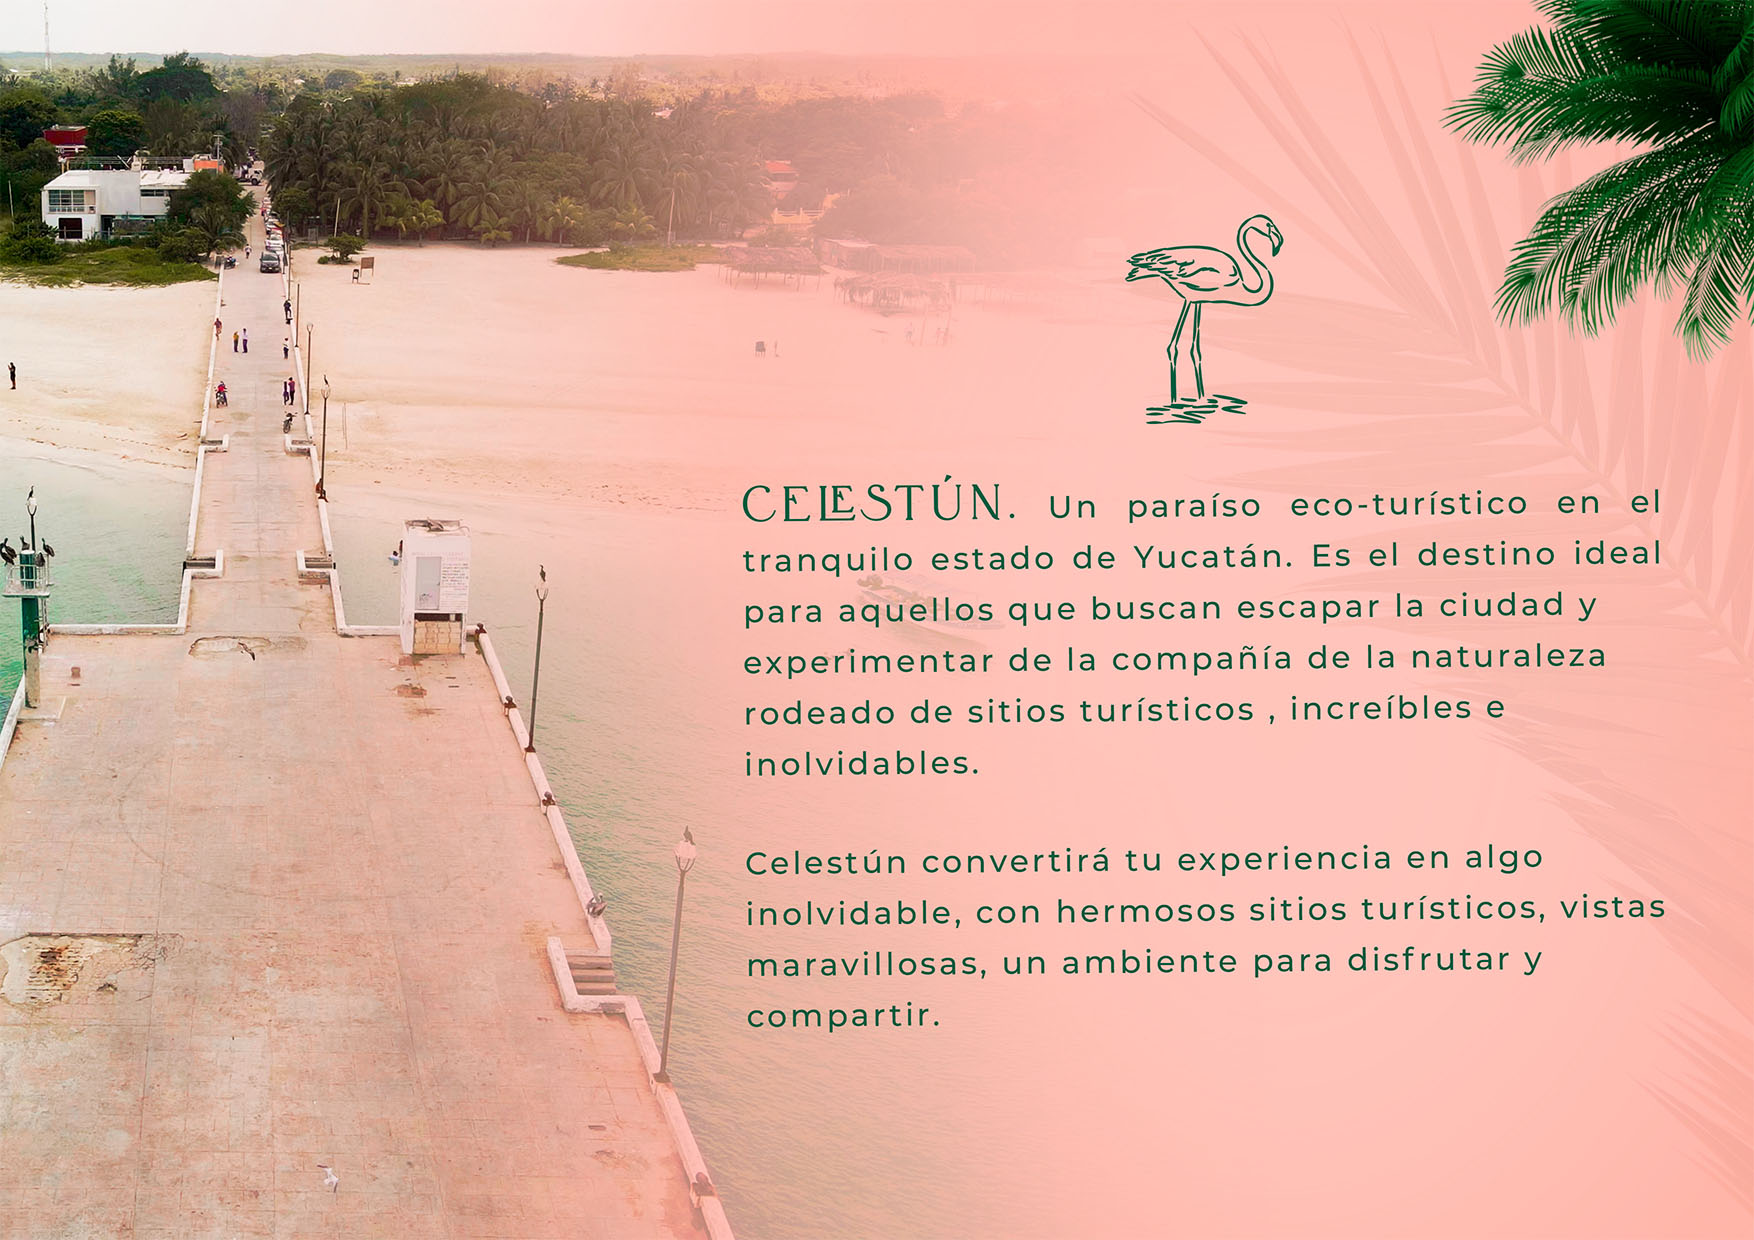 CELESTÚN. Un paraíso eco-turístico en el
tranquilo estado de Yucatán. Es el destino ideal
para aquellos que buscan escapar la ciudad y
experimentar de la compañía de la naturaleza
rodeado de sitios turísticos , increíbles e
inolvidables.
Celestún convertirá tu experiencia en algo
inolvidable, con hermosos sitios turísticos, vistas
maravillosas, un ambiente para disfrutar y
compartir.